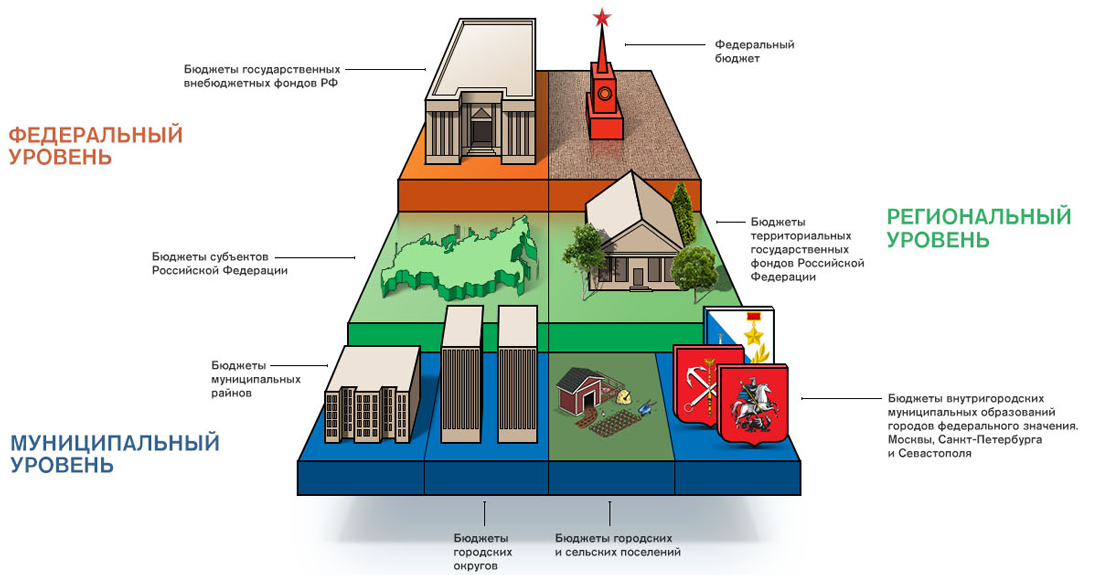 Федеральный
бюджет
Бюджеты государственных
внебюджетных фондов РФ
ФЕДЕРАЛЬНЫЙ
УРОВЕНЬ
РЕГИОНАЛЬНЫЙ
УРОВЕНЬ
Бюджеты
территориальных
государственных
фондов Российской
Федерации
Бюджеты субъектов
Российской Федерации
Бюджеты
муниципальных
райнов
Бюджеты внутригородских
муниципальных образований
городов федерального значения.
Москвы, Санкт-Петербурга
и Севастополя
МУНИЦИПАЛЬНЫЙ
УРОВЕНЬ
Бюджеты
городских
округов
Бюджеты городских
и сельских поселений